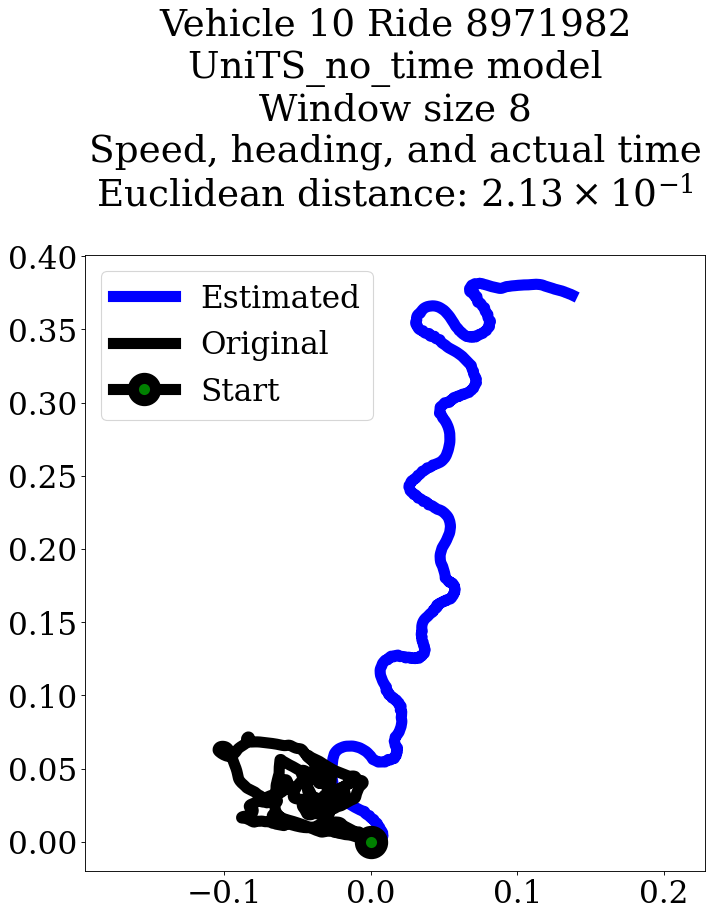 Vehicle 10 Ride 8971982
UniTS_no_time model
Window size 8
Speed, heading, and actual time
Euclidean distance: 2.13 × 10⁻¹
0.40
0.35
0.30
0.25
0.20
0.15
0.10
0.05
0.00
Estimated
Original
Start
−0.1
0.0
0.1
0.2